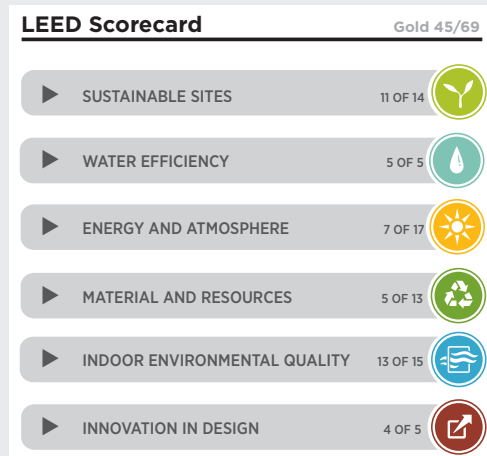 LEED Scorecard Gold 45/69
SUSTAINABLE SITES 11 OF 14
WATER EFFICIENCY 5 OF 5
ENERGY AND ATMOSPHERE 7 OF 17
MATERIAL AND RESOURCES 5 OF 13
INDOOR ENVIRONMENTAL QUALITY 13 OF 15
INNOVATION IN DESIGN 4 OF 5